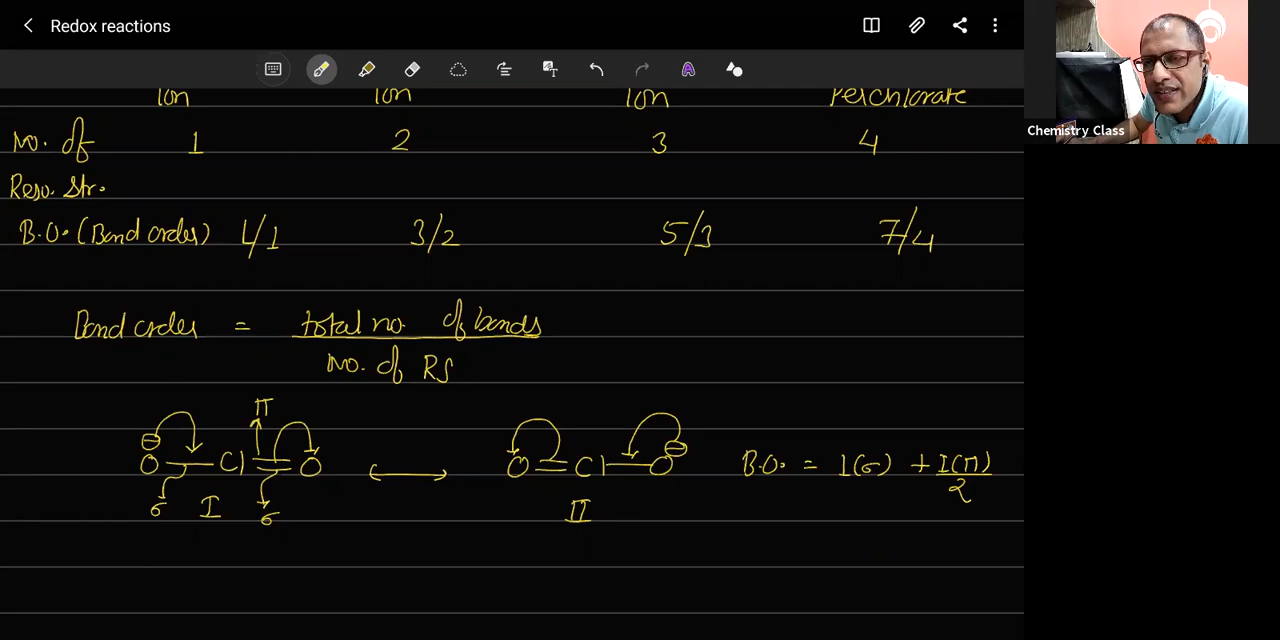 Redox reactions
Chemistry Class
Ion Ion Ion Perchlorate
No. of 1 2 3 4
Reso. Str.
B.O. (Bond order) 1/1 3/2 5/3 7/4
Bond order = total no. of bonds
No. of RS
π
⊖ ⊖
O — Cl = O ⟷ O = Cl — O B.O. = 1(σ) + 1(π)/2
σ I σ II